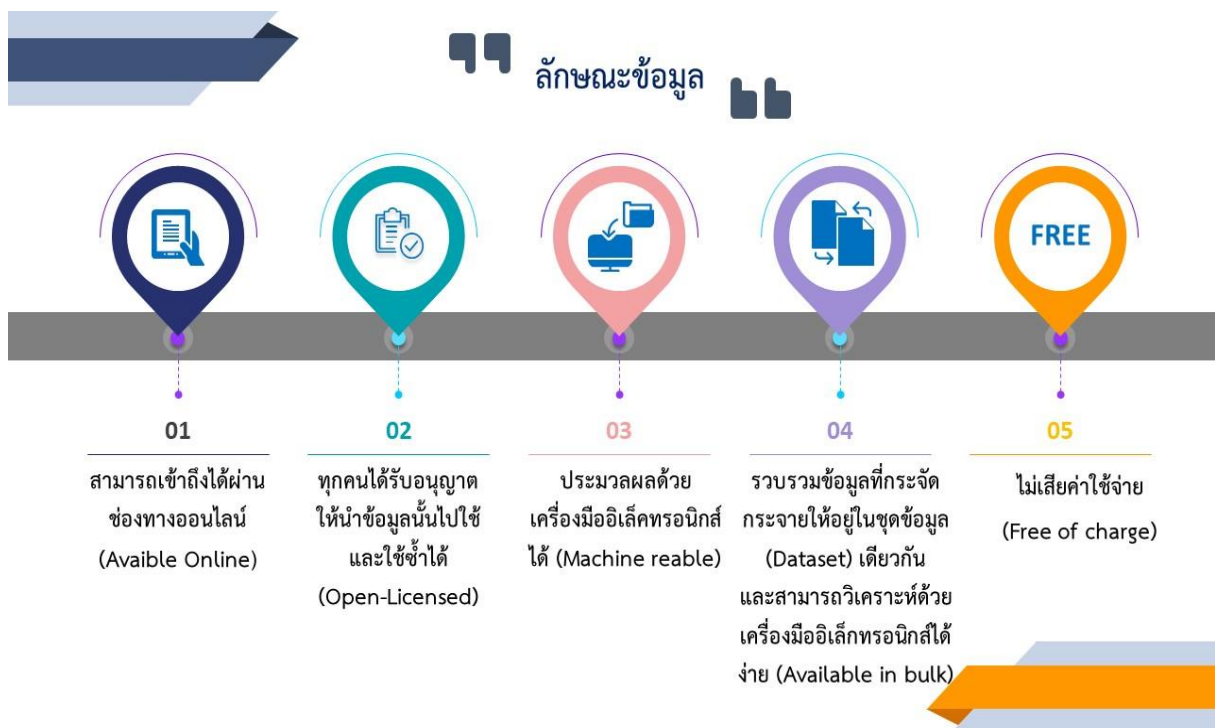 ลักษณะข้อมูล
FREE
01
สามารถเข้าถึงได้ผ่าน
ช่องทางออนไลน์
(Avaible Online)
02
ทุกคนได้รับอนุญาต
ให้นำข้อมูลนั้นไปใช้
และใช้ซ้ำได้
(Open-Licensed)
03
ประมวลผลด้วย
เครื่องมืออิเล็คทรอนิกส์
ได้ (Machine reable)
04
รวบรวมข้อมูลที่กระจัด
กระจายให้อยู่ในชุดข้อมูล
(Dataset) เดียวกัน
และสามารถวิเคราะห์ด้วย
เครื่องมืออิเล็กทรอนิกส์ได้
ง่าย (Available in bulk)
05
ไม่เสียค่าใช้จ่าย
(Free of charge)